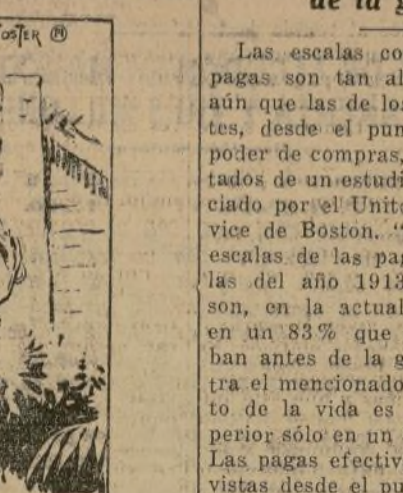 OSTER
de la g
Las escalas co
pagas son tan al
aún que las de los
tes, desde el pun
poder de compras,
tados de un estudi
ciado por el Unite
vice de Boston. "
escalas de las pag
las del año 1913
son, en la actual
en un 83% que
ban antes de la g
tra el mencionado
to de la vida es
perior sólo en un
Las pagas efectiv
vistas desde el pu